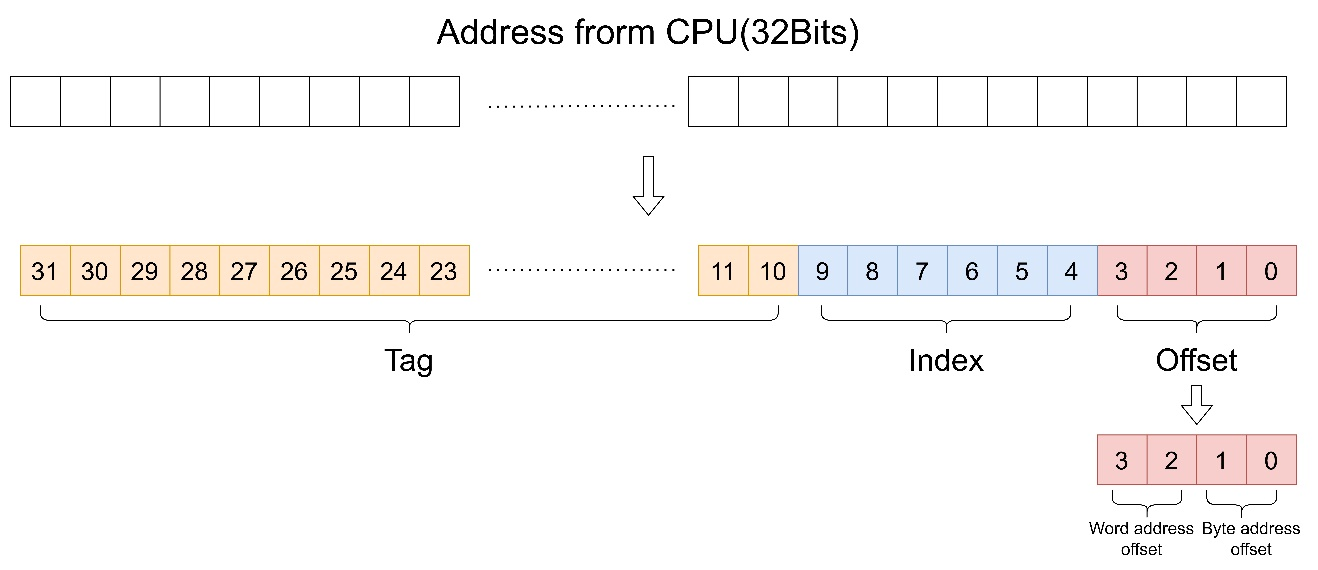 Address frorm CPU(32Bits)
31 30 29 28 27 26 25 24 23 11 10 9 8 7 6 5 4 3 2 1 0
Tag Index Offset
3 2 1 0
Word address offset
Byte address offset